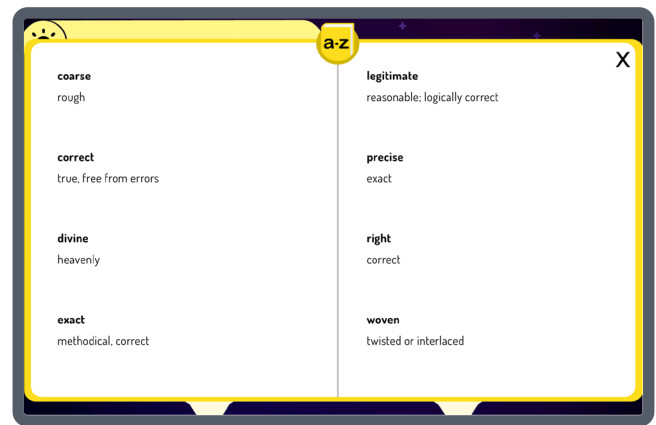 a-z
X
coarse
rough
correct
true, free from errors
divine
heavenly
exact
methodical, correct
legitimate
reasonable; logically correct
precise
exact
right
correct
woven
twisted or interlaced